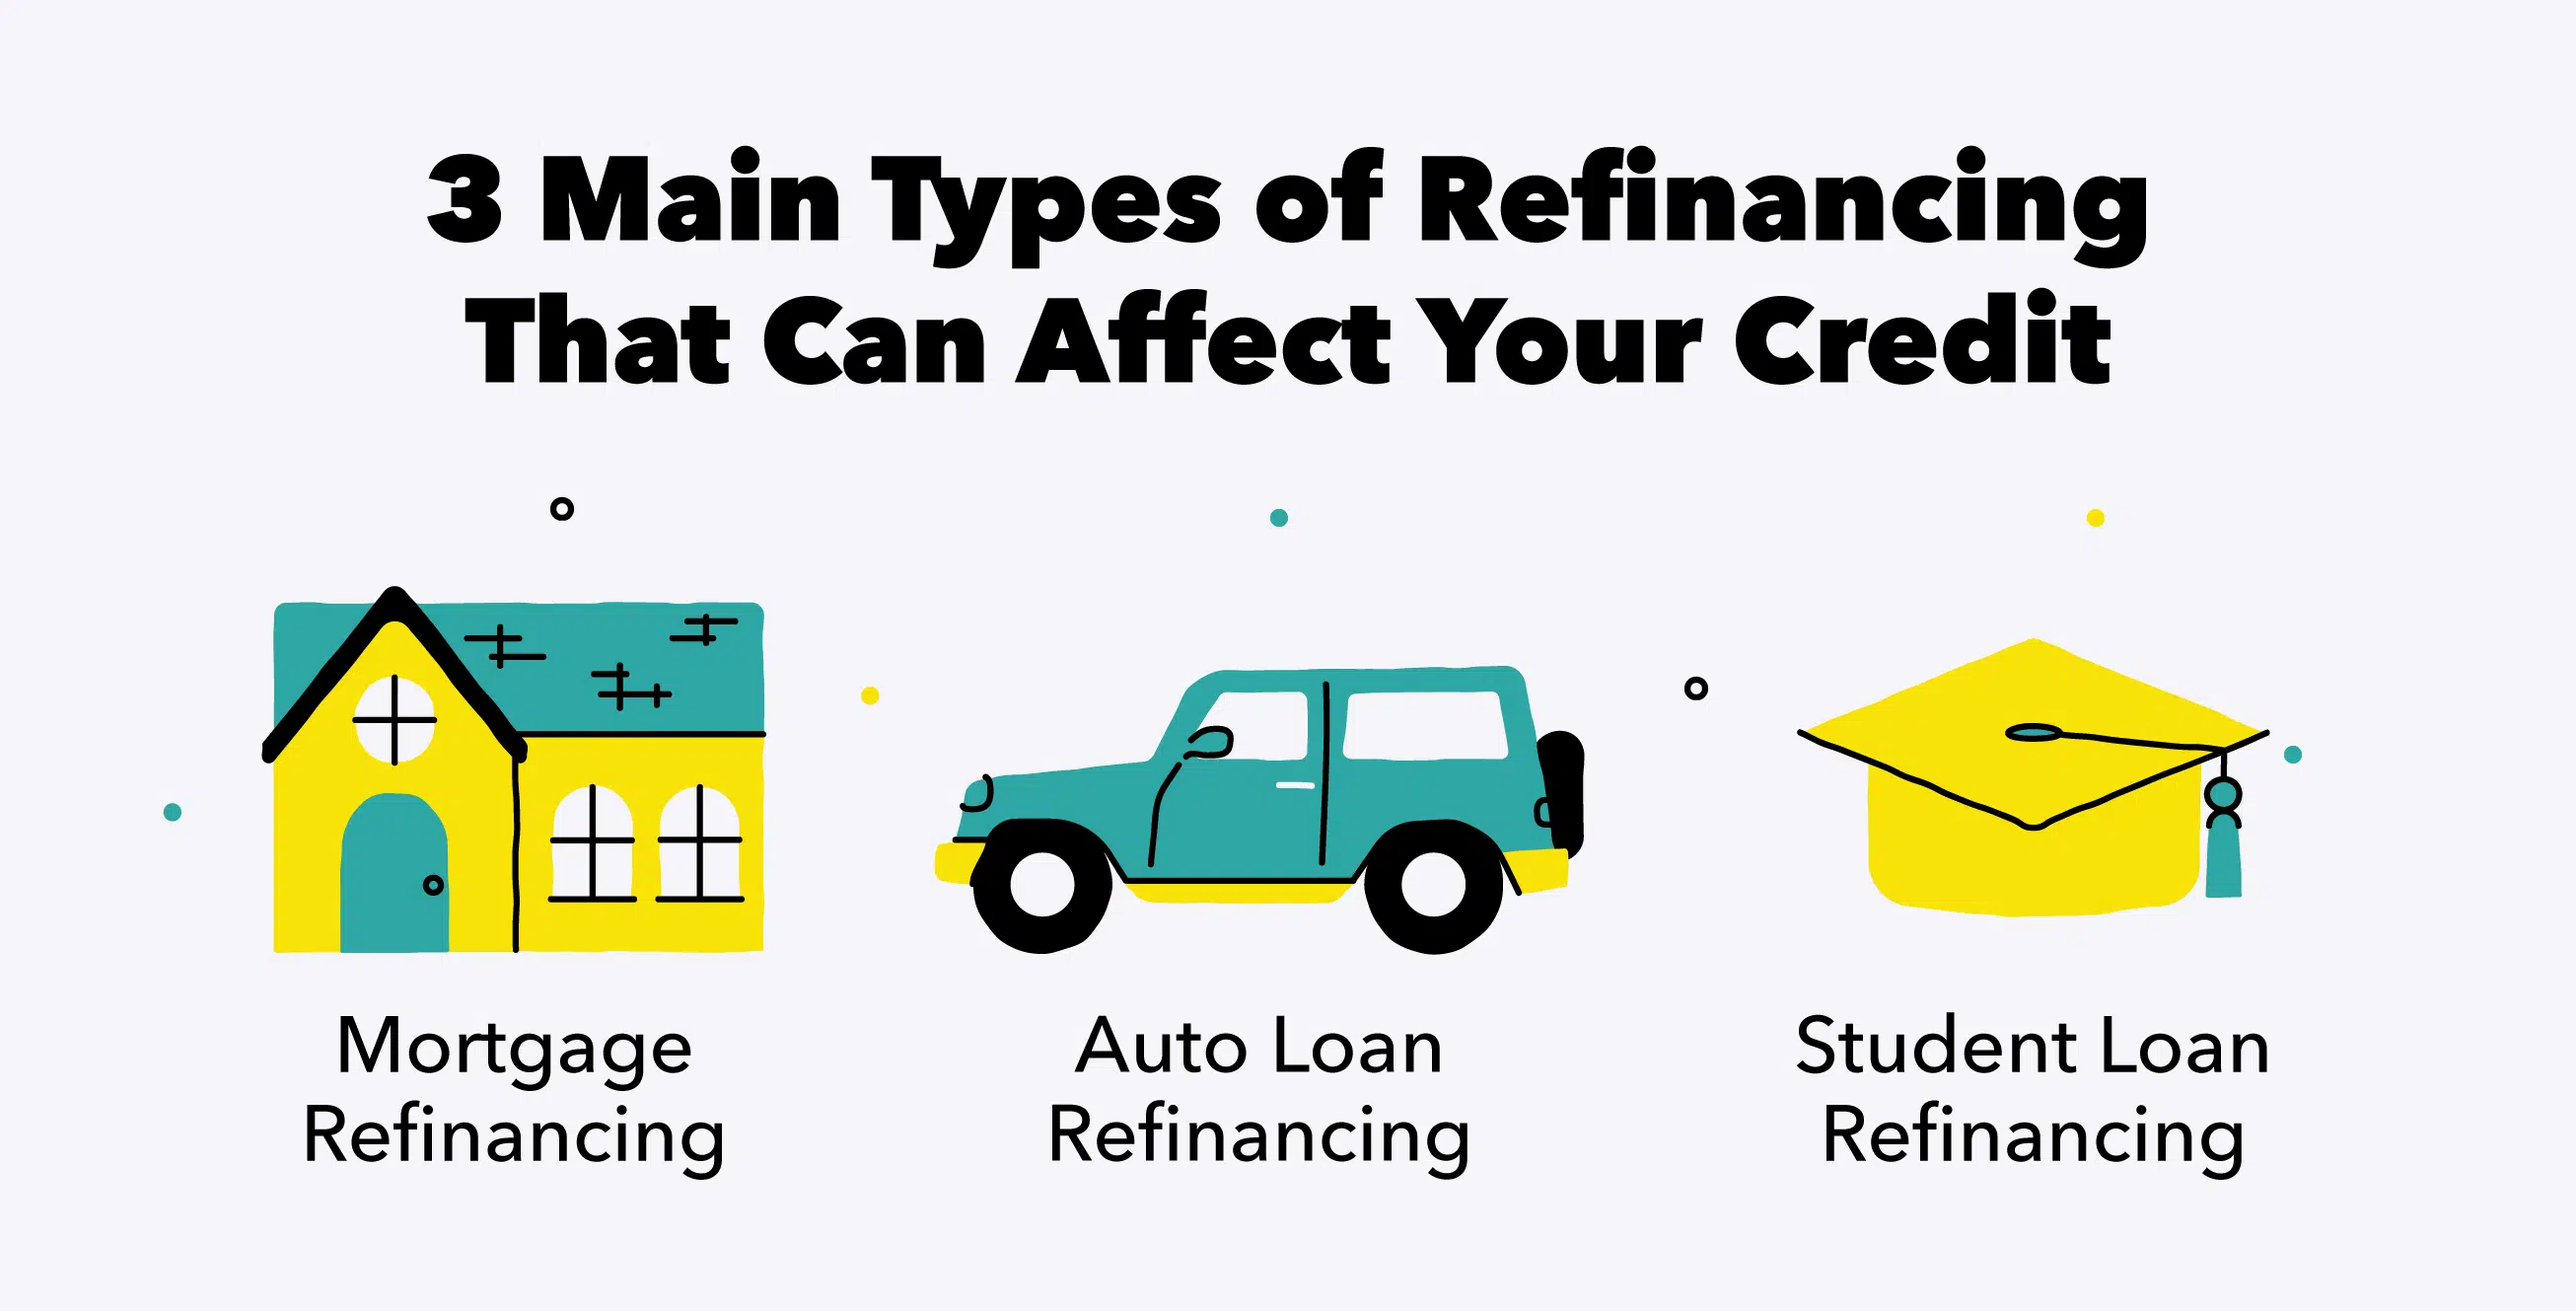 3 Main Types of Refinancing
That Can Affect Your Credit
Mortgage
Refinancing
Auto Loan
Refinancing
Student Loan
Refinancing